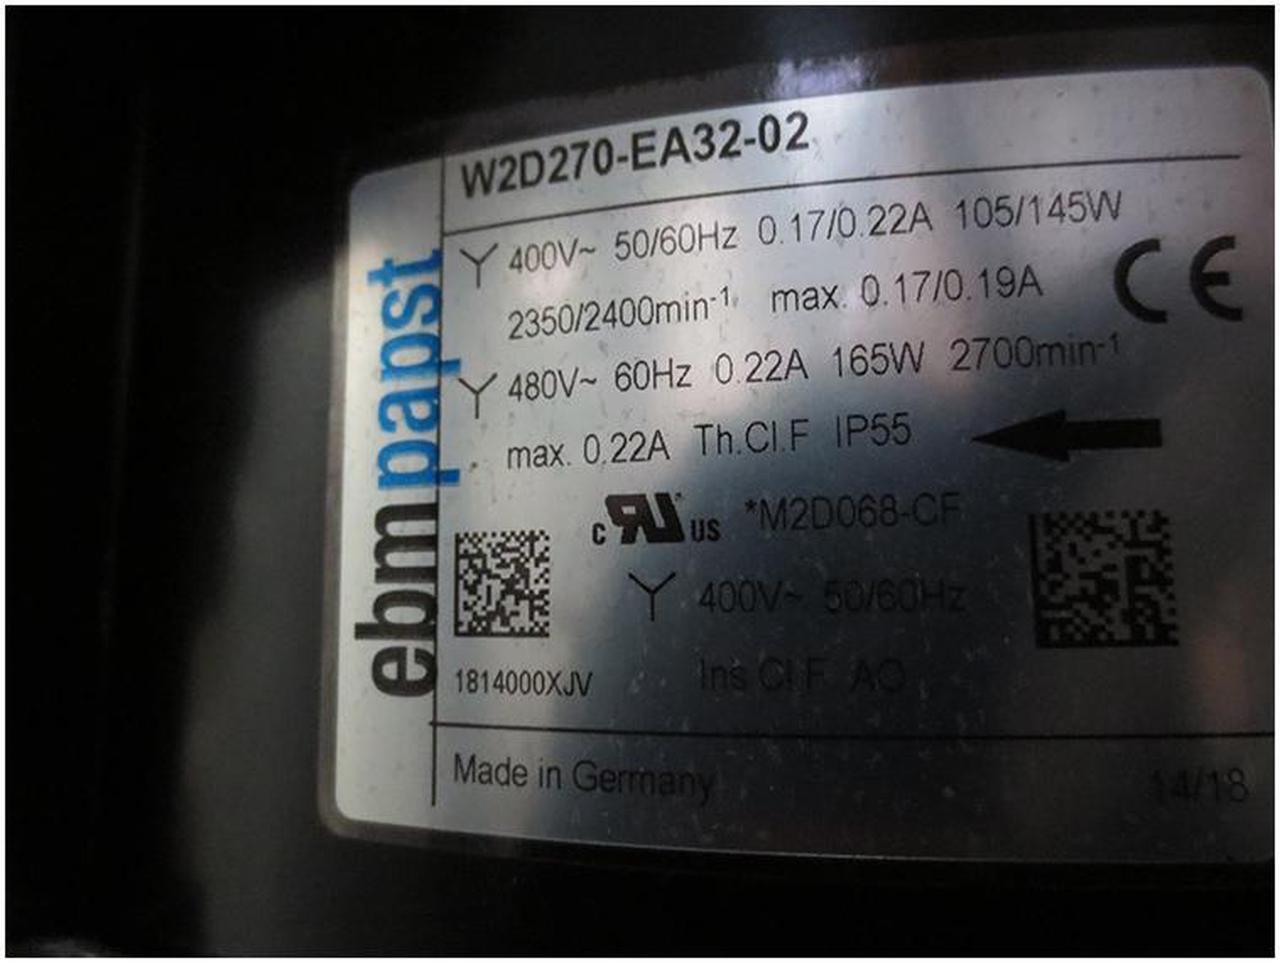 W2D270-EA32-02
400V~ 50/60Hz 0.17/0.22A 105/145W
2350/2400min-1 max. 0.17/0.19A
CE
480V~ 60Hz 0.22A 165W 2700min-1
max. 0.22A Th.Cl.F IP55
ebmpapst
c RU US *M2D068-CF
400V~ 50/60Hz
1814000XJV
Ins Cl F AO
Made in Germany
14/18